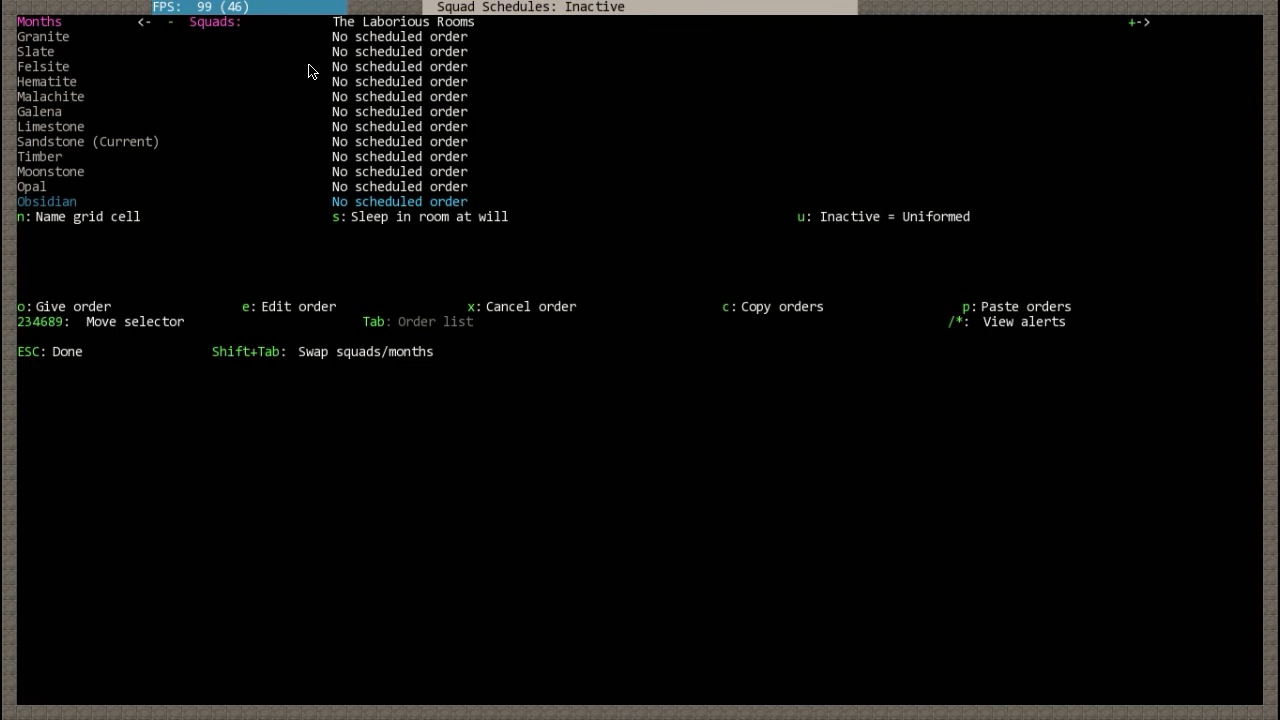 FPS: 99 (46) Squad Schedules: Inactive
Months <- - Squads: The Laborious Rooms +->
Granite No scheduled order
Slate No scheduled order
Felsite No scheduled order
Hematite No scheduled order
Malachite No scheduled order
Galena No scheduled order
Limestone No scheduled order
Sandstone (Current) No scheduled order
Timber No scheduled order
Moonstone No scheduled order
Opal No scheduled order
Obsidian No scheduled order
n: Name grid cell s: Sleep in room at will u: Inactive = Uniformed
o: Give order e: Edit order x: Cancel order c: Copy orders p: Paste orders
234689: Move selector Tab: Order list /*: View alerts
ESC: Done Shift+Tab: Swap squads/months